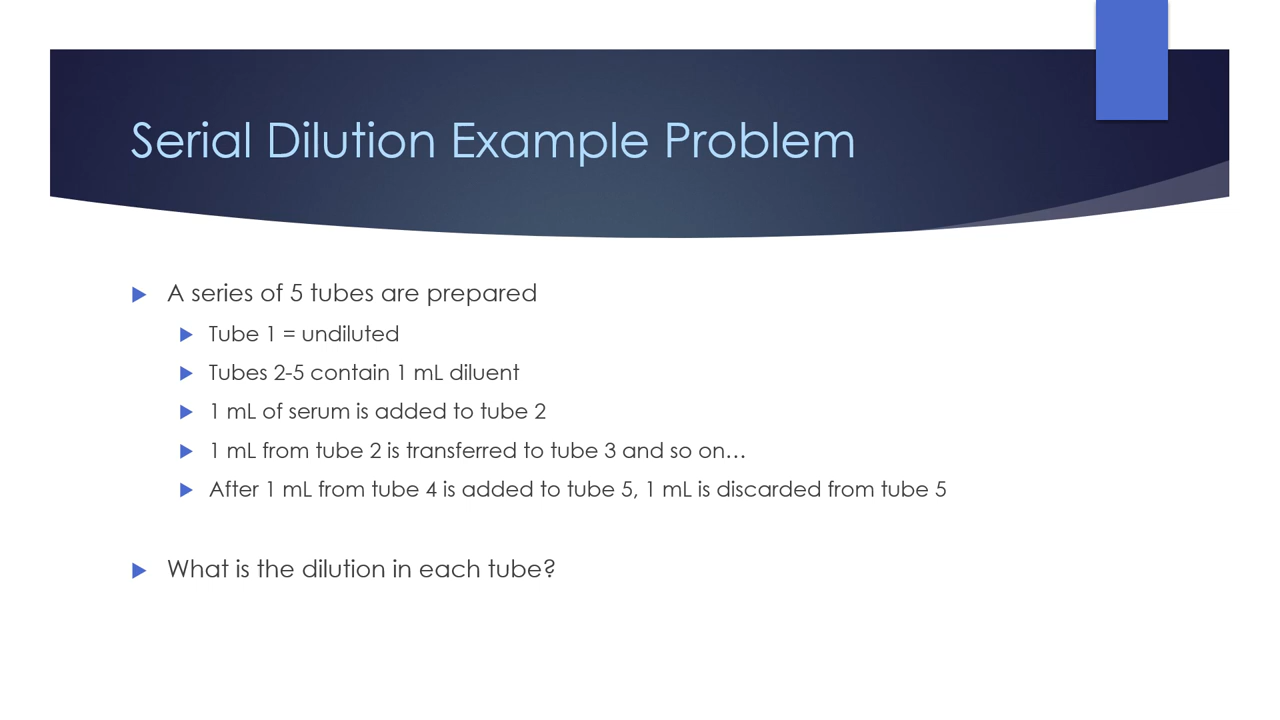 Serial Dilution Example Problem
A series of 5 tubes are prepared
Tube 1 = undiluted
Tubes 2-5 contain 1 mL diluent
1 mL of serum is added to tube 2
1 mL from tube 2 is transferred to tube 3 and so on…
After 1 mL from tube 4 is added to tube 5, 1 mL is discarded from tube 5
What is the dilution in each tube?